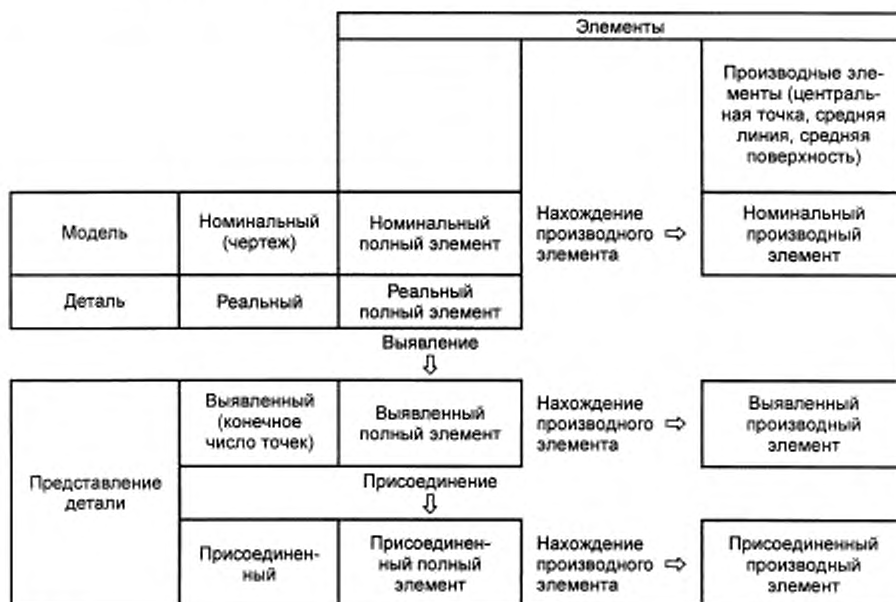 Элементы
Производные эле-
менты (централь-
ная точка, средняя
линия, средняя
поверхность)
Модель
Номинальный
(чертеж)
Номинальный
полный элемент
Нахождение
производного ⇨
элемента
Номинальный
производный
элемент
Деталь
Реальный
Реальный
полный элемент
Выявление
⇩
Представление
детали
Выявленный
(конечное
число точек)
Выявленный
полный элемент
Нахождение
производного ⇨
элемента
Выявленный
производный
элемент
Присоединение
⇩
Присоединен-
ный
Присоединен-
ный полный
элемент
Нахождение
производного ⇨
элемента
Присоединенный
производный
элемент